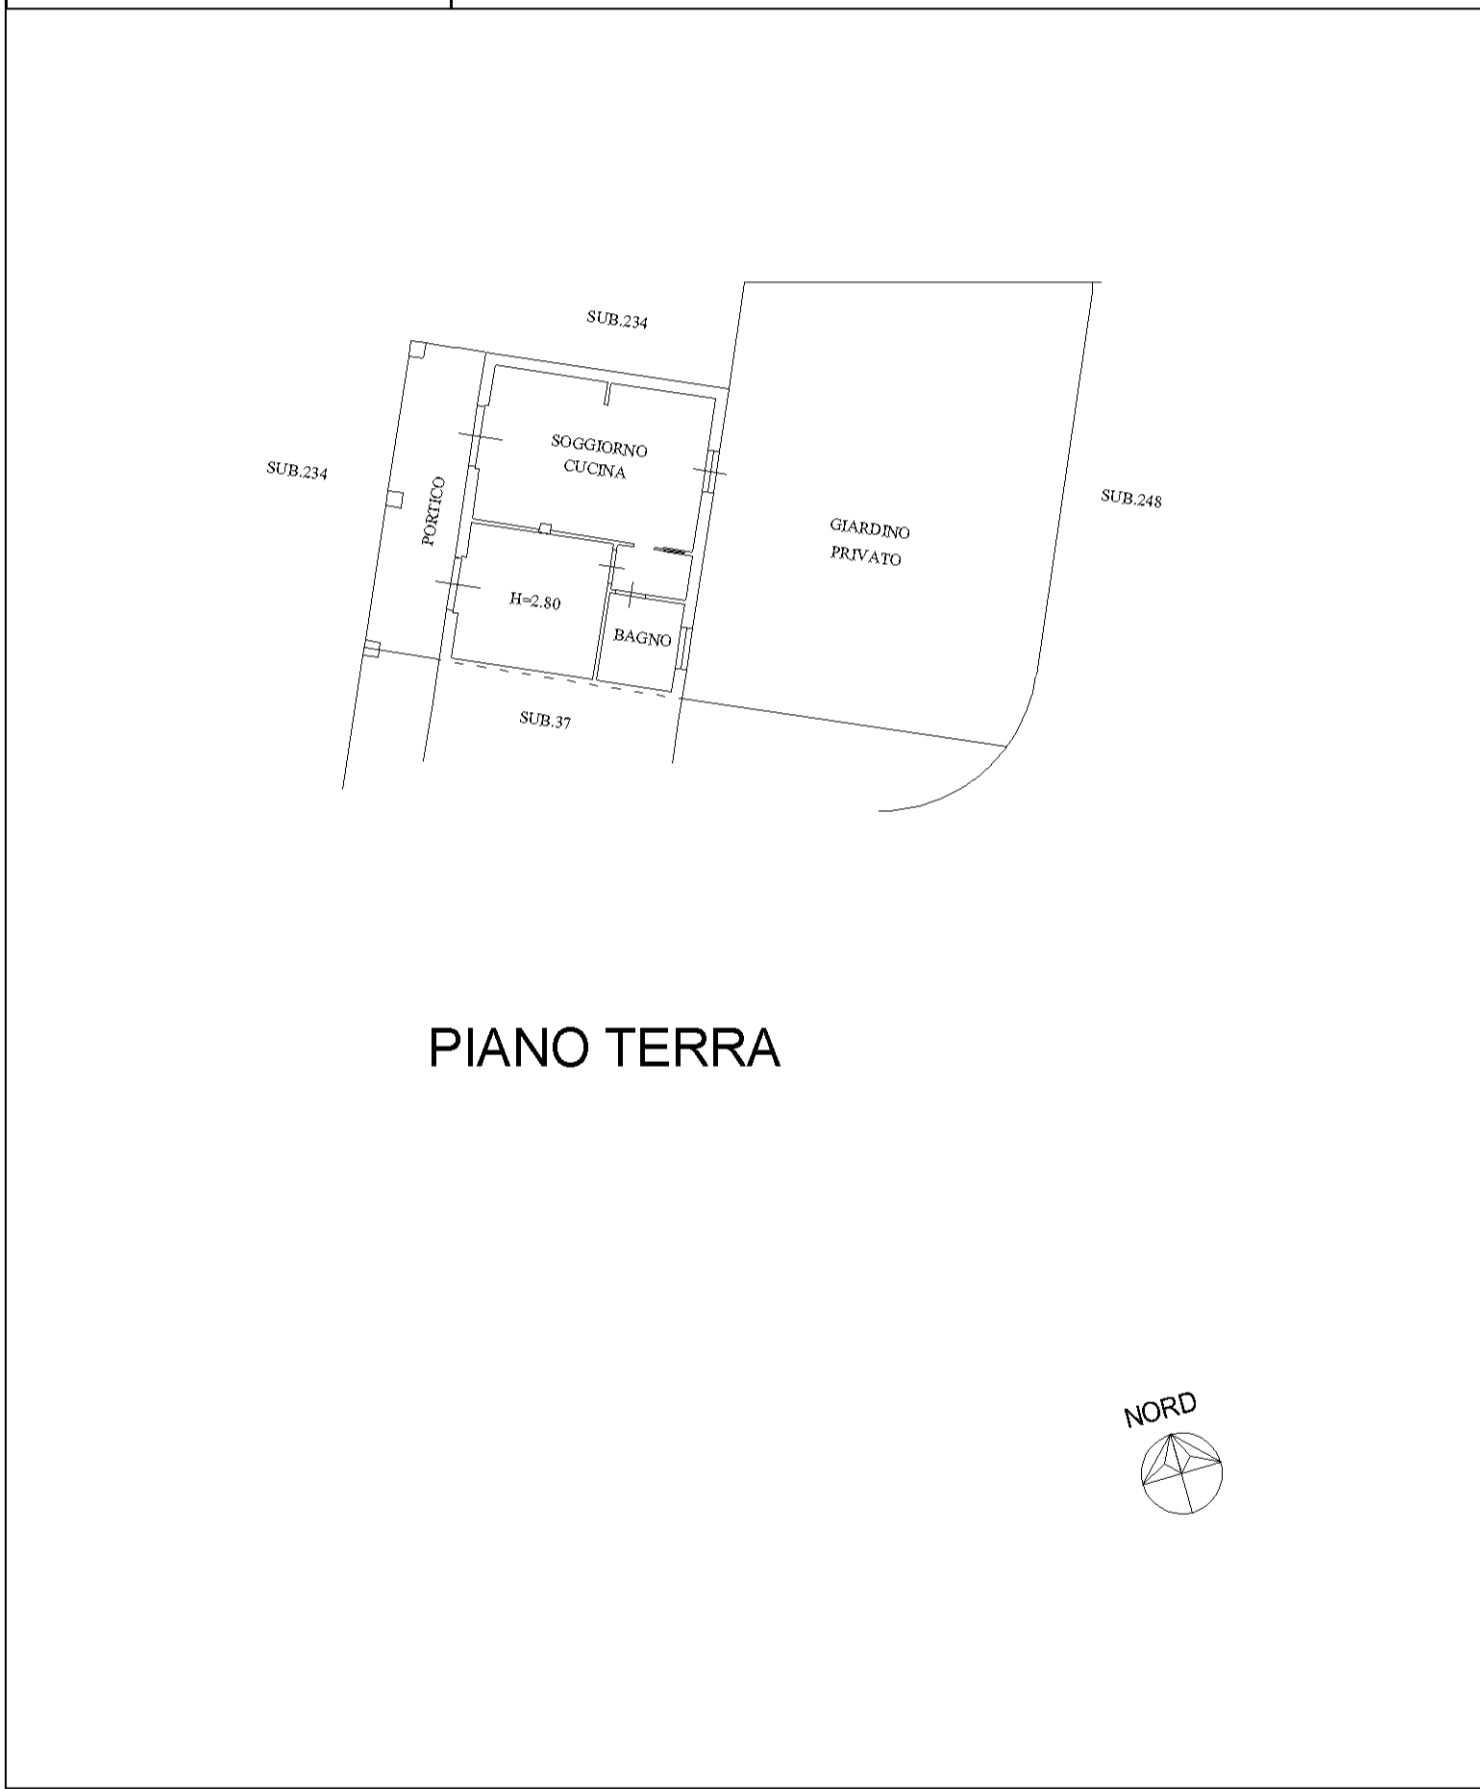 SUB.234
SOGGIORNO
CUCINA
SUB.234
PORTICO
SUB.248
GIARDINO
PRIVATO
H=2.80
BAGNO
SUB.37
PIANO TERRA
NORD